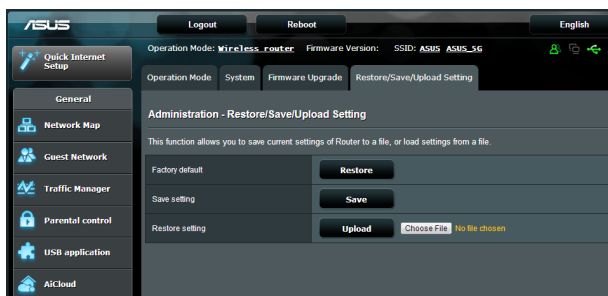 ASUS
Logout Reboot English
Quick Internet Setup
Operation Mode: Wireless router Firmware Version: SSID: ASUS ASUS_5G
Operation Mode System Firmware Upgrade Restore/Save/Upload Setting
General
Network Map
Guest Network
Traffic Manager
Parental control
USB application
AiCloud
Administration - Restore/Save/Upload Setting
This function allows you to save current settings of Router to a file, or load settings from a file.
Factory default Restore
Save setting Save
Restore setting Upload Choose File No file chosen